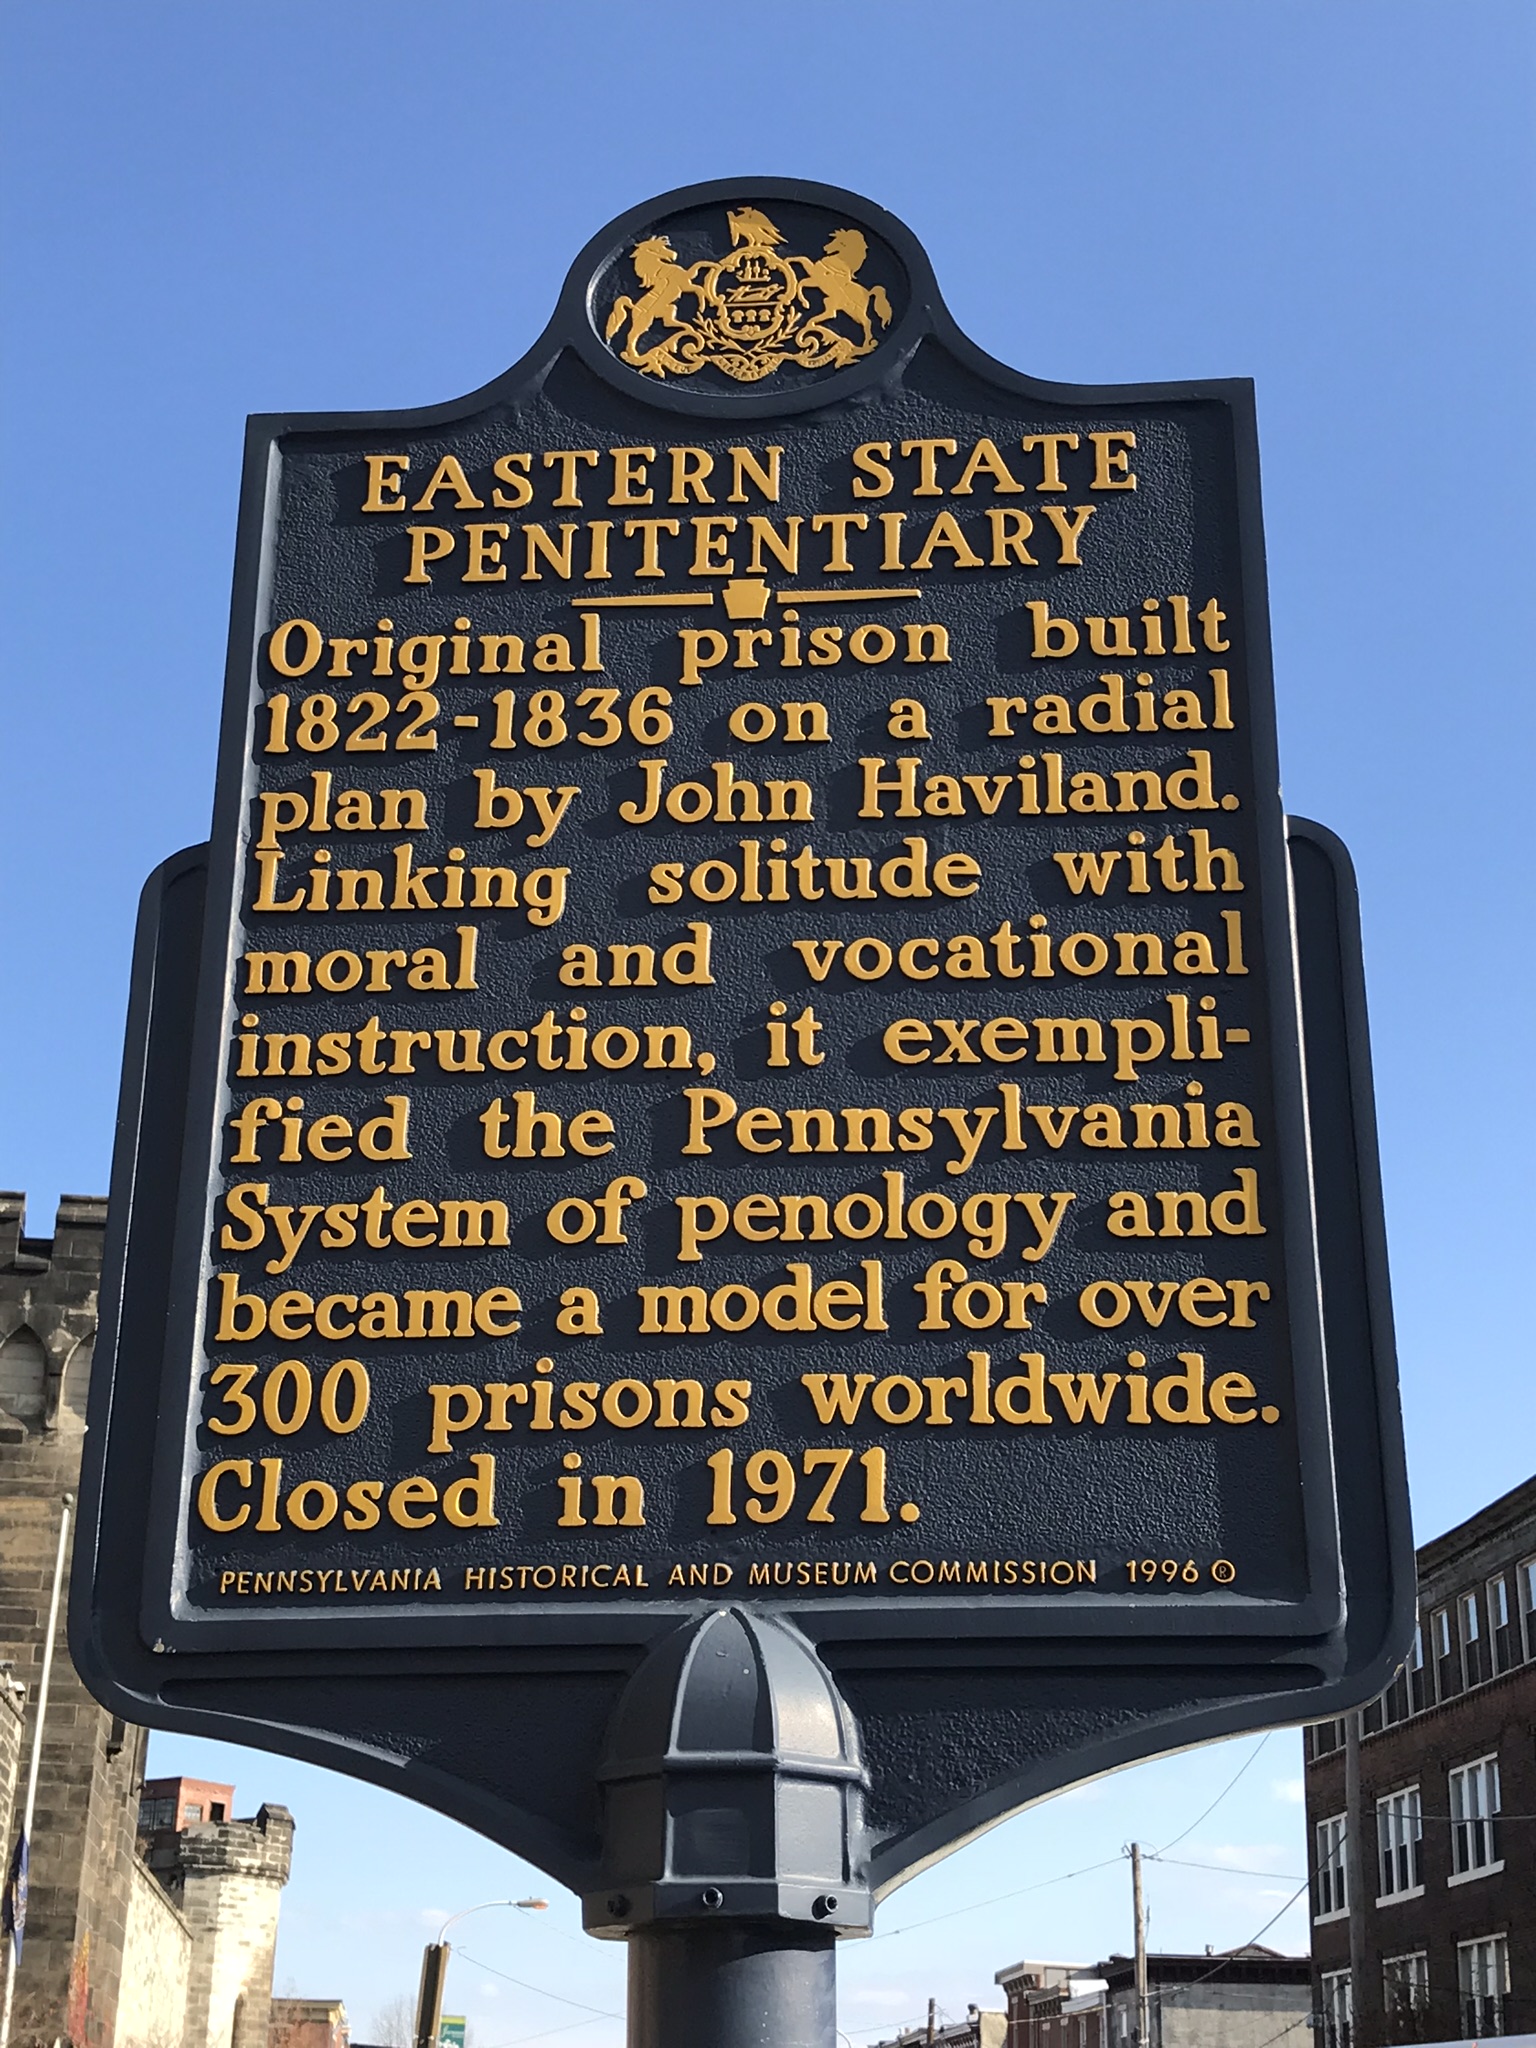 EASTERN STATE
PENITENTIARY
Original prison built
1822-1836 on a radial
plan by John Haviland.
Linking solitude with
moral and vocational
instruction, it exempli-
fied the Pennsylvania
System of penology and
became a model for over
300 prisons worldwide.
Closed in 1971.
PENNSYLVANIA HISTORICAL AND MUSEUM COMMISSION 1996 ®